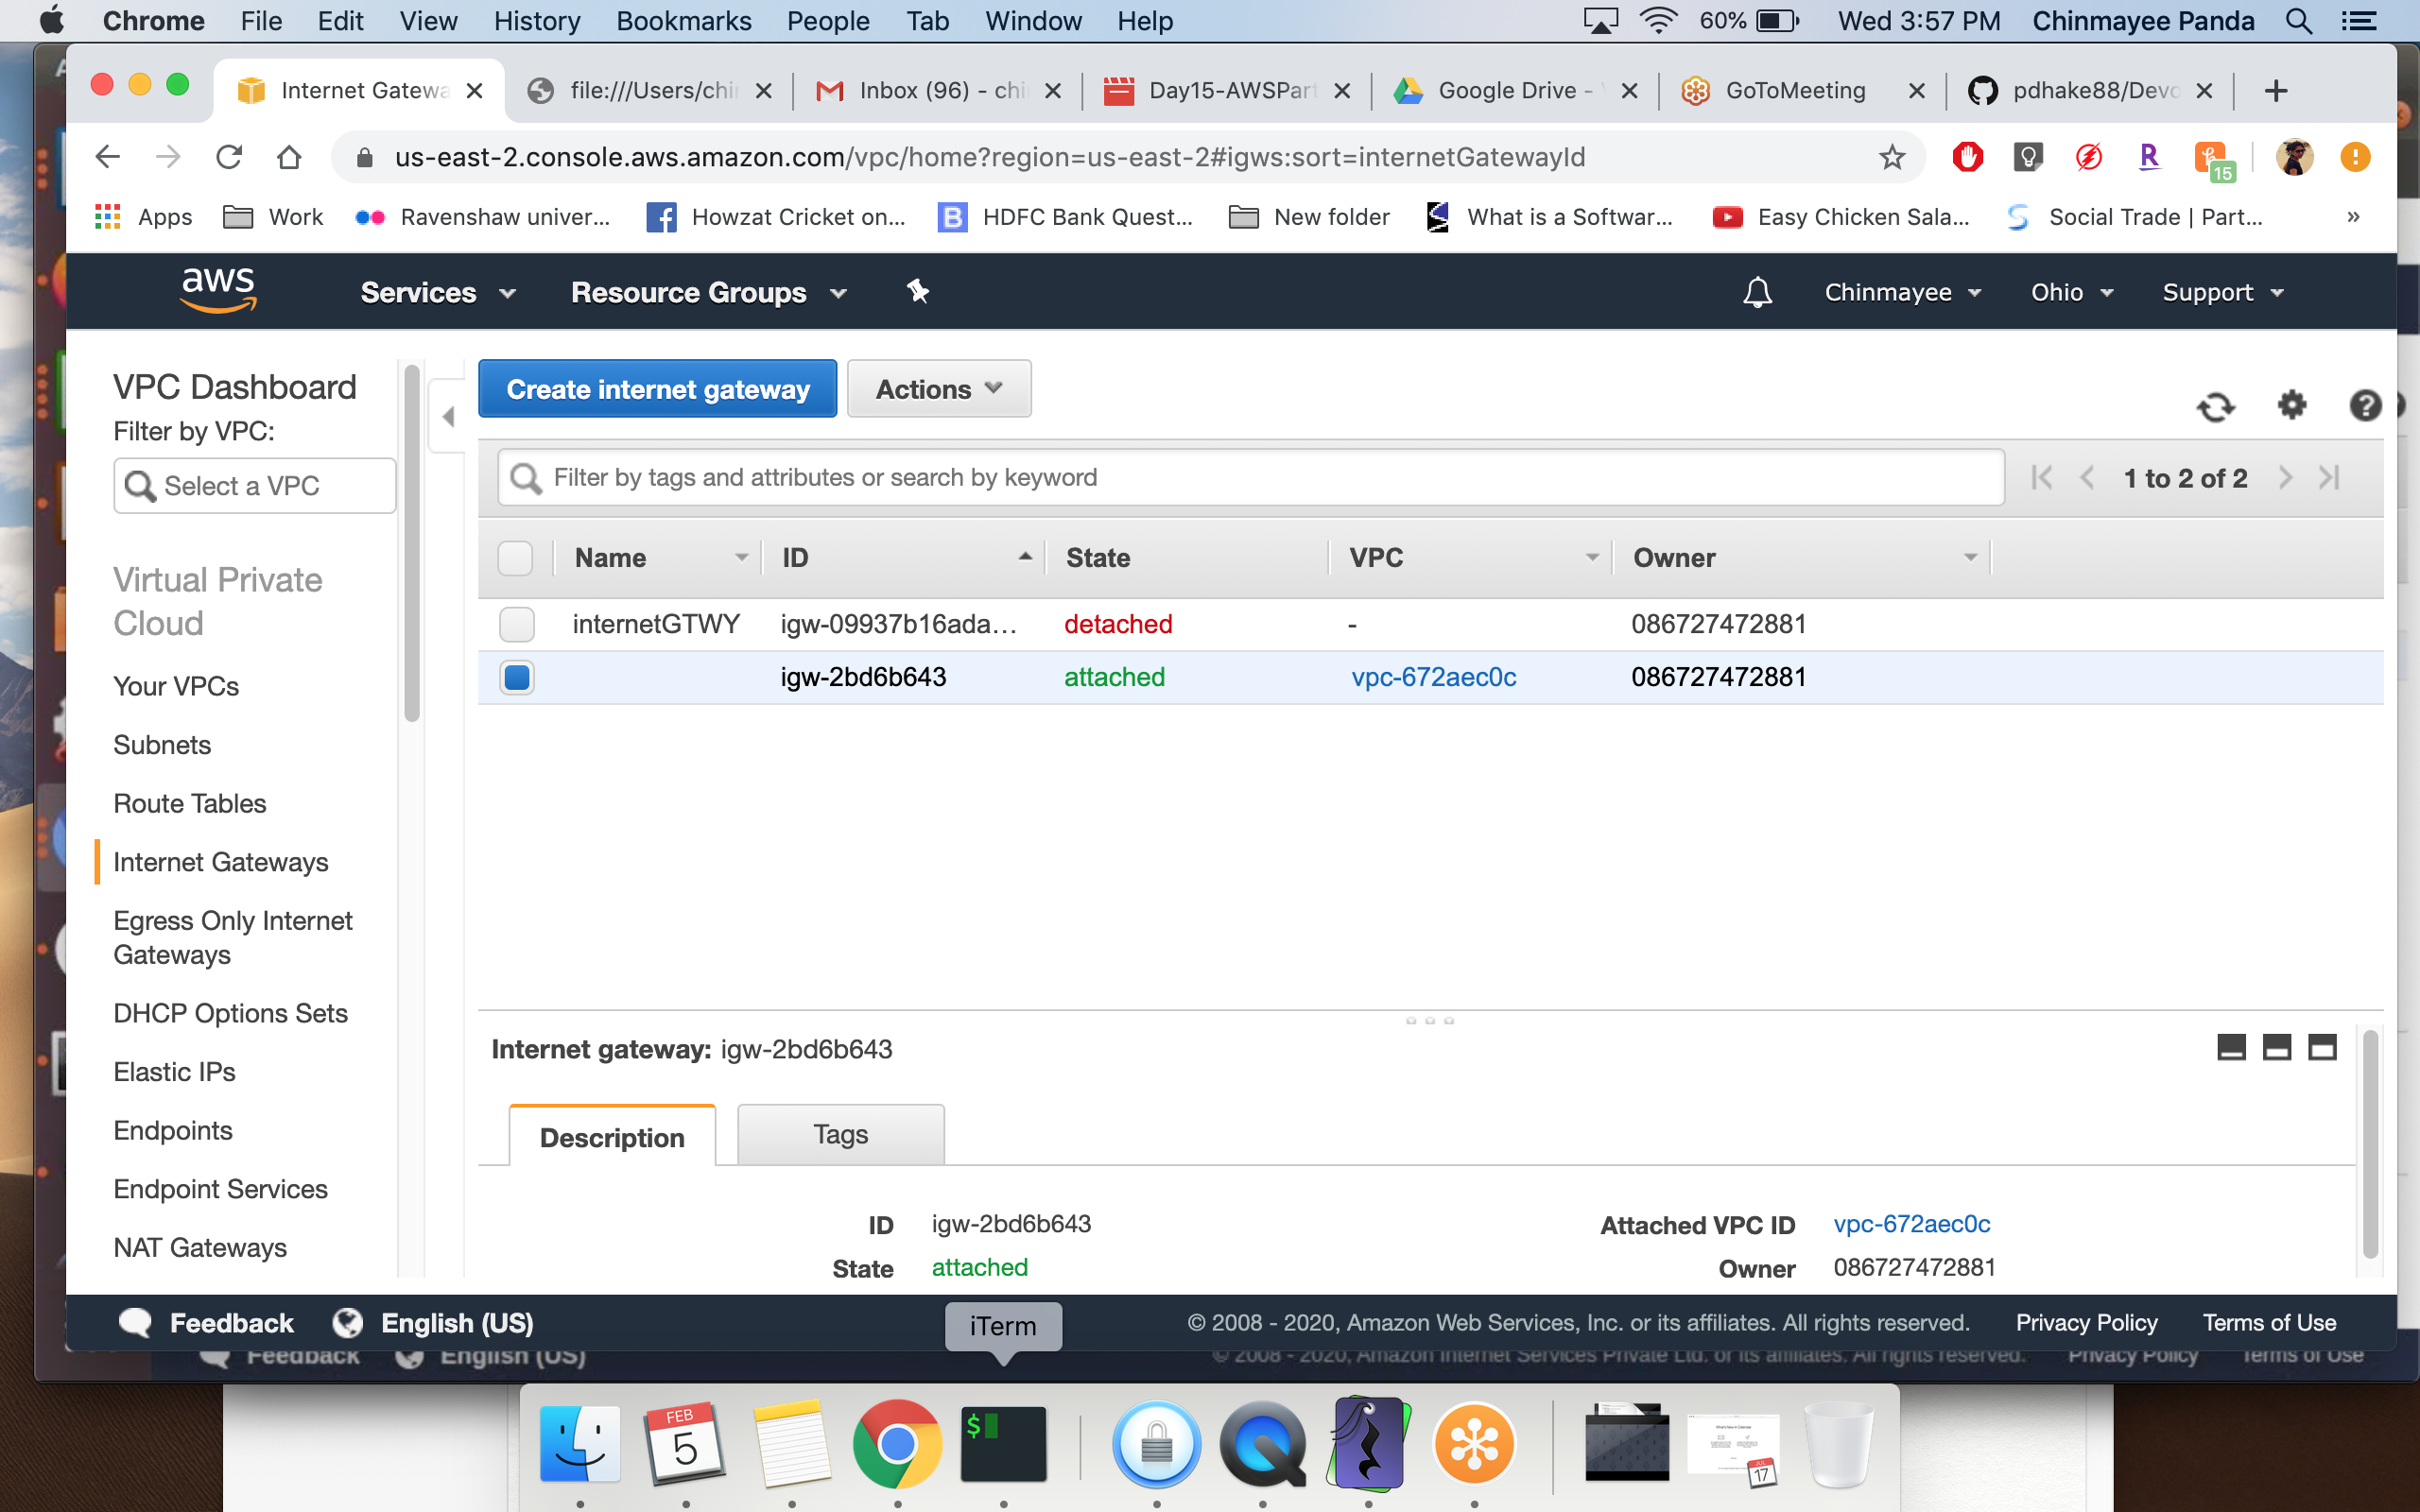 Chrome File Edit View History Bookmarks People Tab Window Help 60% Wed 3:57 PM Chinmayee Panda
Internet Gatewa file:///Users/chin Inbox (96) - chi Day15-AWSPart Google Drive - GoToMeeting pdhake88/Devo
us-east-2.console.aws.amazon.com/vpc/home?region=us-east-2#igws:sort=internetGatewayId R 15
Apps Work Ravenshaw univer... Howzat Cricket on... B HDFC Bank Quest... New folder What is a Softwar... Easy Chicken Sala... Social Trade | Part... »
aws Services Resource Groups Chinmayee Ohio Support
VPC Dashboard
Filter by VPC:
Select a VPC
Virtual Private
Cloud
Your VPCs
Subnets
Route Tables
Internet Gateways
Egress Only Internet
Gateways
DHCP Options Sets
Elastic IPs
Endpoints
Endpoint Services
NAT Gateways
Create internet gateway Actions
Filter by tags and attributes or search by keyword 1 to 2 of 2
Name ID State VPC Owner
internetGTWY igw-09937b16ada... detached - 086727472881
igw-2bd6b643 attached vpc-672aec0c 086727472881
Internet gateway: igw-2bd6b643
Description Tags
ID igw-2bd6b643 Attached VPC ID vpc-672aec0c
State attached Owner 086727472881
Feedback English (US) © 2008 - 2020, Amazon Web Services, Inc. or its affiliates. All rights reserved. Privacy Policy Terms of Use
iTerm
Feedback English (US) © 2008 - 2020, Amazon Internet Services Private Ltd. or its affiliates. All rights reserved. Privacy Policy Terms of Use
FEB
5
$
JUL
17